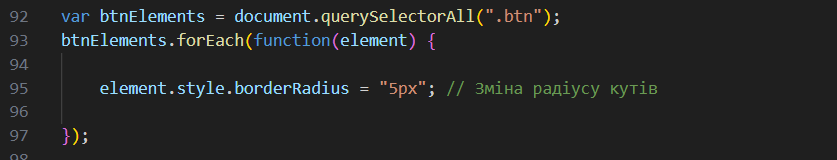 92 var btnElements = document.querySelectorAll(".btn");
93 btnElements.forEach(function(element) {
94
95 element.style.borderRadius = "5px"; // Зміна радіусу кутів
96
97 });
98